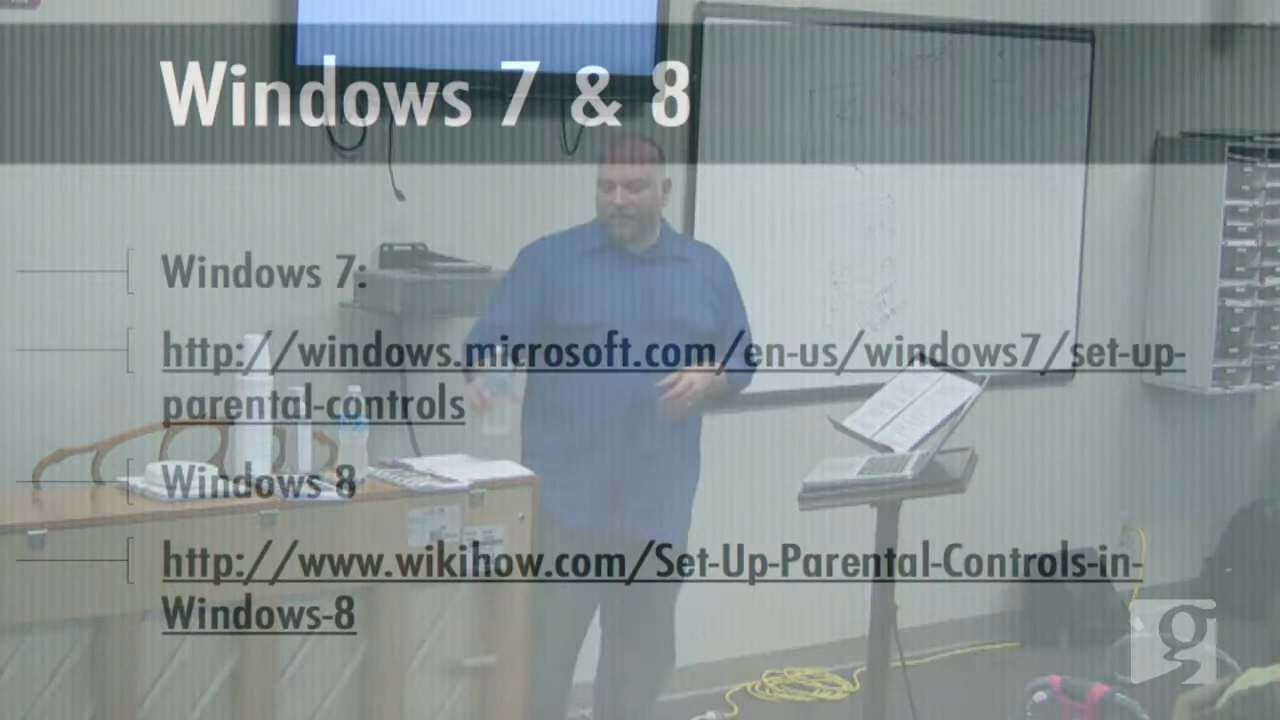 Windows 7 & 8
Windows 7:
http://windows.microsoft.com/en-us/windows7/set-up-
parental-controls
Windows 8
http://www.wikihow.com/Set-Up-Parental-Controls-in-
Windows-8
g